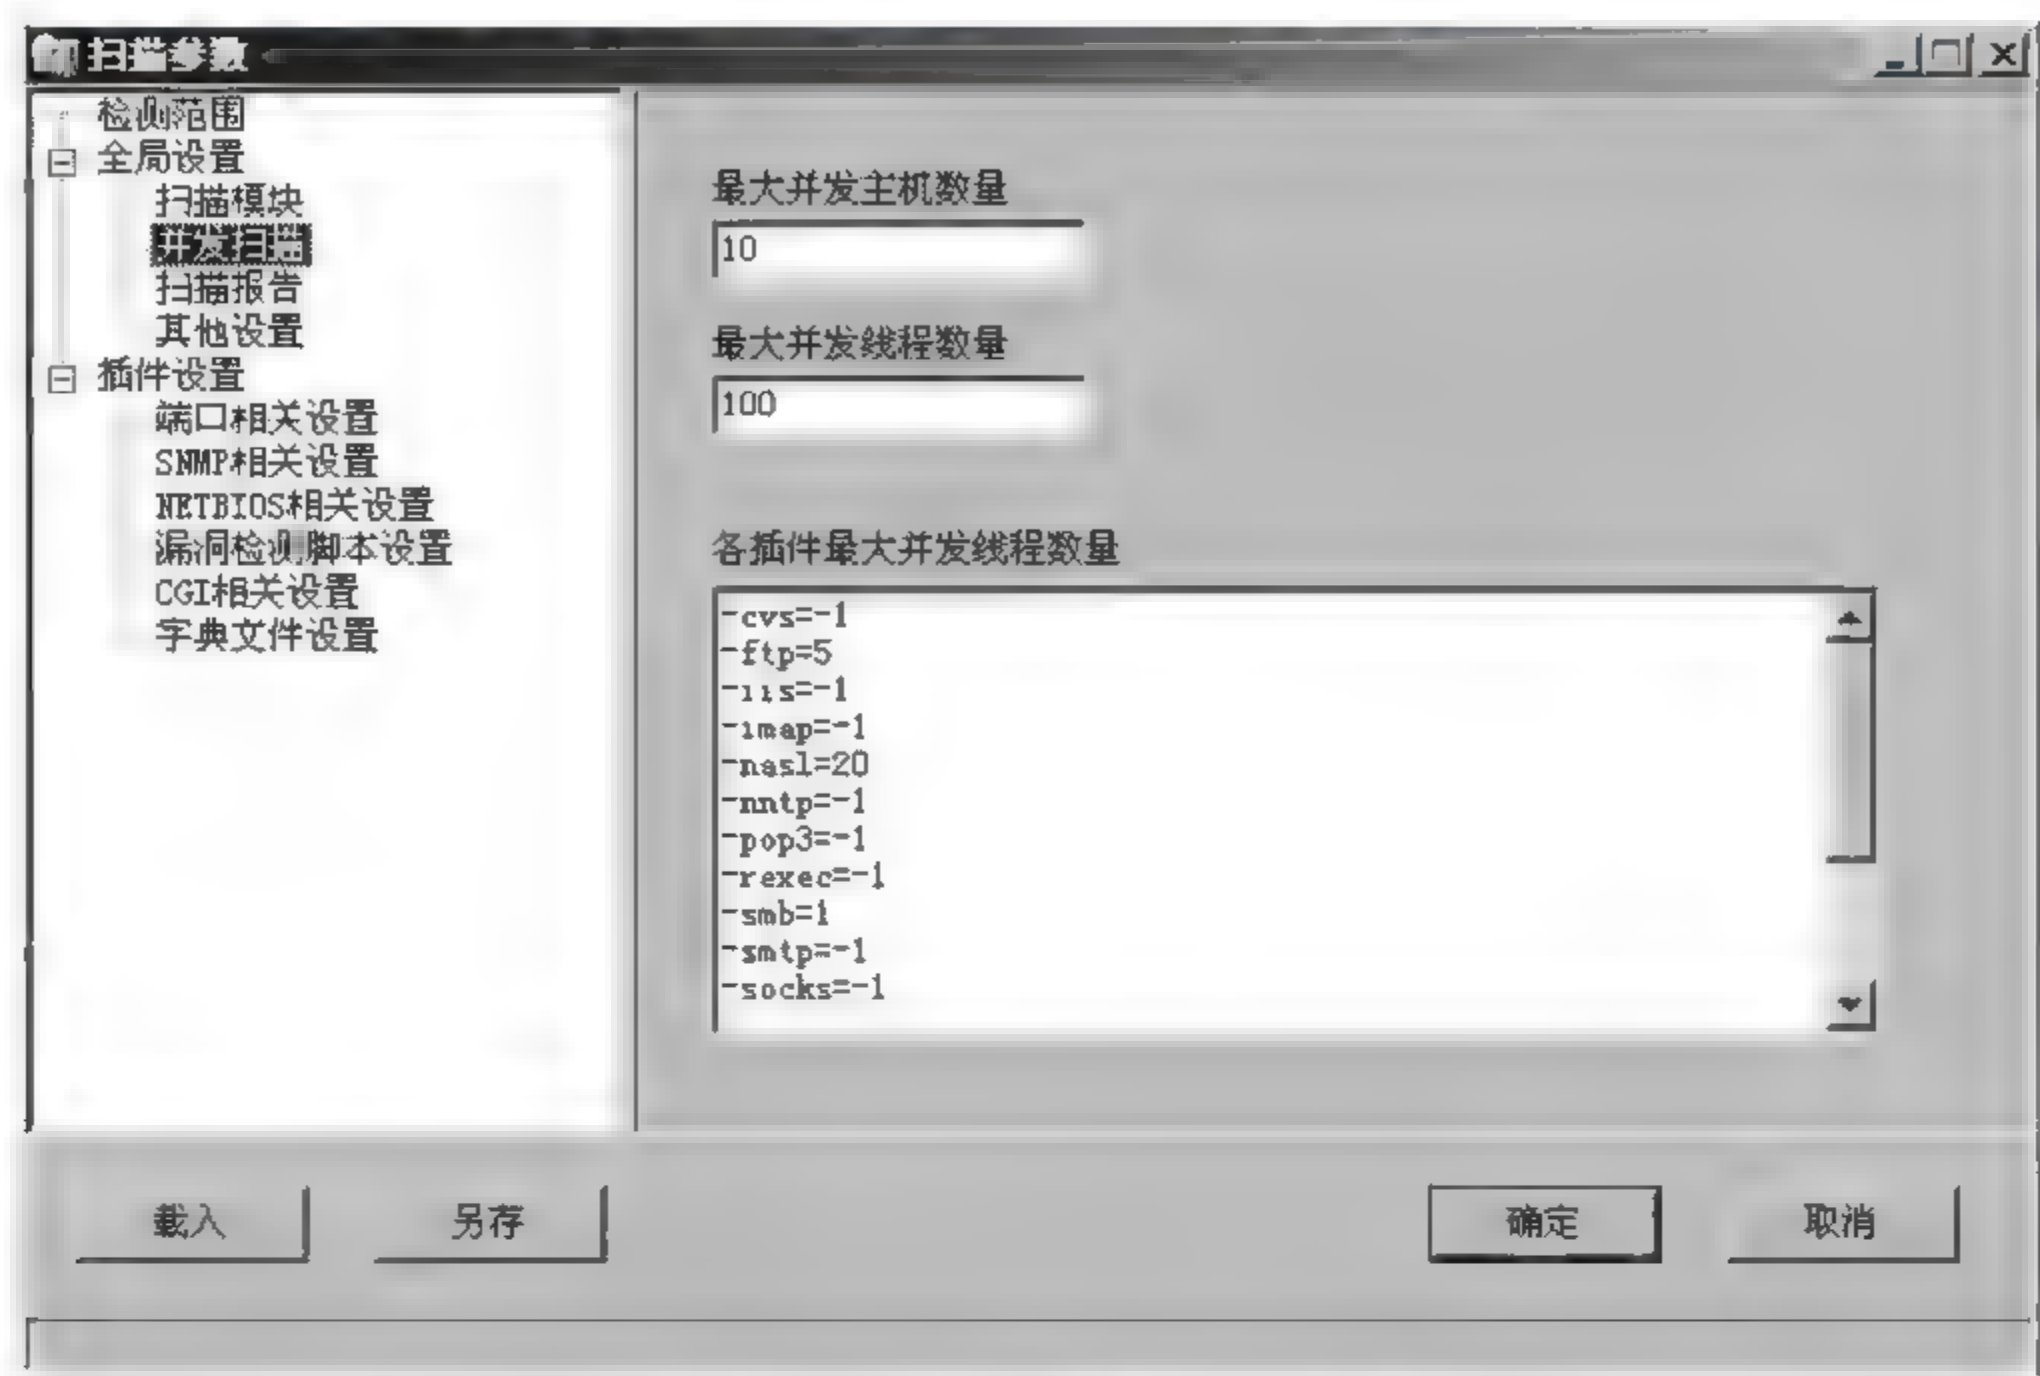 扫描参数
检测范围
全局设置
扫描模块
并发扫描
扫描报告
其他设置
插件设置
端口相关设置
SNMP相关设置
NETBIOS相关设置
漏洞检测脚本设置
CGI相关设置
字典文件设置
最大并发主机数量
10
最大并发线程数量
100
各插件最大并发线程数量
-cvs=-1
-ftp=5
-iis=-1
-imap=-1
-nasl=20
-nntp=-1
-pop3=-1
-rexec=-1
-smb=1
-smtp=-1
-socks=-1
载入
另存
确定
取消